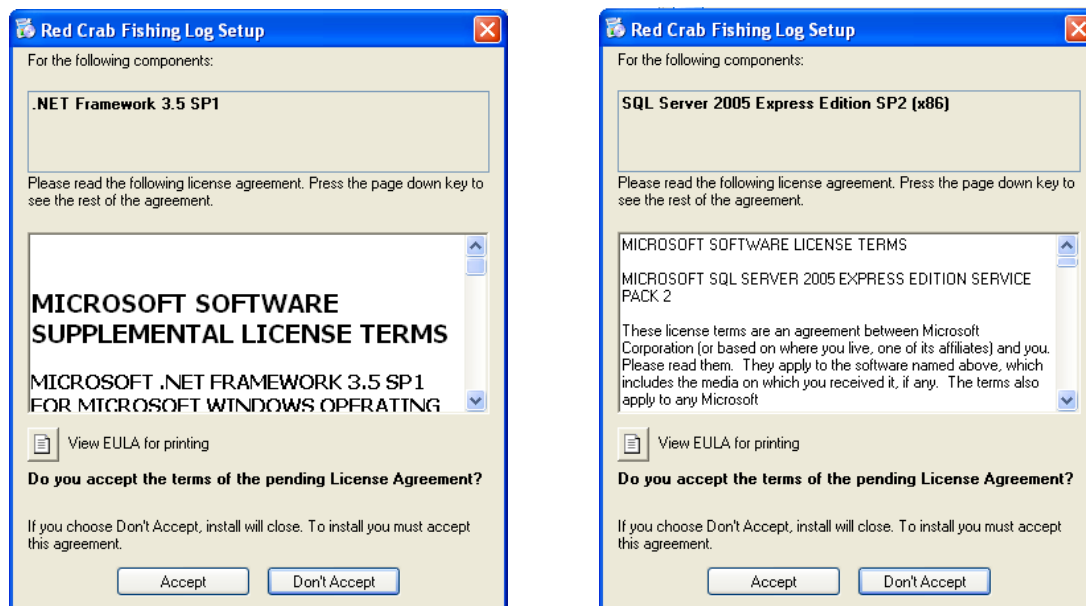 Red Crab Fishing Log Setup
For the following components:
.NET Framework 3.5 SP1
Please read the following license agreement. Press the page down key to
see the rest of the agreement.
MICROSOFT SOFTWARE
SUPPLEMENTAL LICENSE TERMS
MICROSOFT .NET FRAMEWORK 3.5 SP1
FOR MICROSOFT WINDOWS OPERATING
View EULA for printing
Do you accept the terms of the pending License Agreement?
If you choose Don't Accept, install will close. To install you must accept
this agreement.
Accept
Don't Accept
Red Crab Fishing Log Setup
For the following components:
SQL Server 2005 Express Edition SP2 (x86)
Please read the following license agreement. Press the page down key to
see the rest of the agreement.
MICROSOFT SOFTWARE LICENSE TERMS
MICROSOFT SQL SERVER 2005 EXPRESS EDITION SERVICE
PACK 2
These license terms are an agreement between Microsoft
Corporation (or based on where you live, one of its affiliates) and you.
Please read them.  They apply to the software named above, which
includes the media on which you received it, if any.  The terms also
apply to any Microsoft
View EULA for printing
Do you accept the terms of the pending License Agreement?
If you choose Don't Accept, install will close. To install you must accept
this agreement.
Accept
Don't Accept